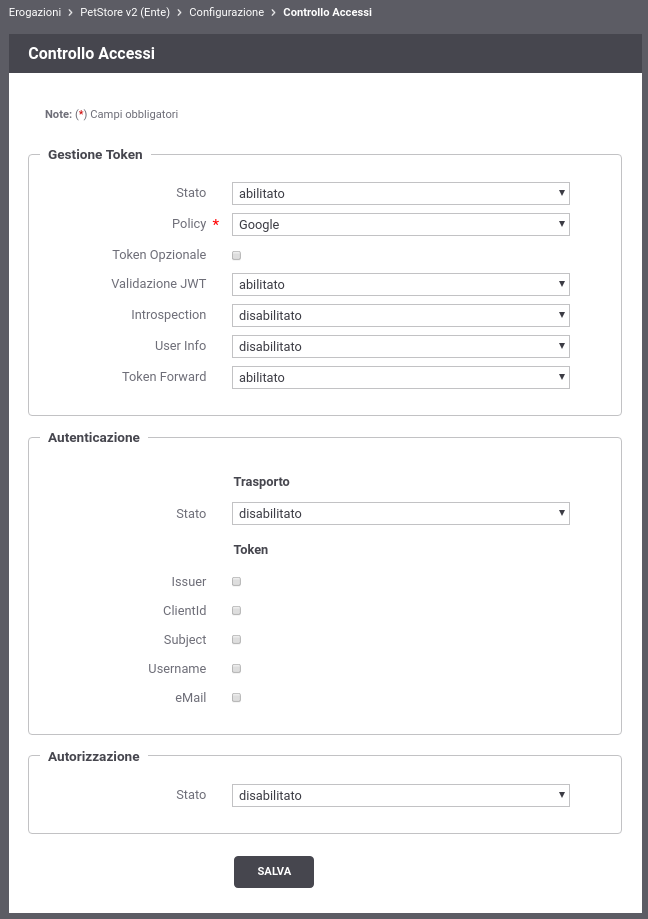 Erogazioni > PetStore v2 (Ente) > Configurazione > Controllo Accessi
Controllo Accessi
Note: (*) Campi obbligatori
Gestione Token
Stato abilitato
Policy * Google
Token Opzionale
Validazione JWT abilitato
Introspection disabilitato
User Info disabilitato
Token Forward abilitato
Autenticazione
Trasporto
Stato disabilitato
Token
Issuer
ClientId
Subject
Username
eMail
Autorizzazione
Stato disabilitato
SALVA